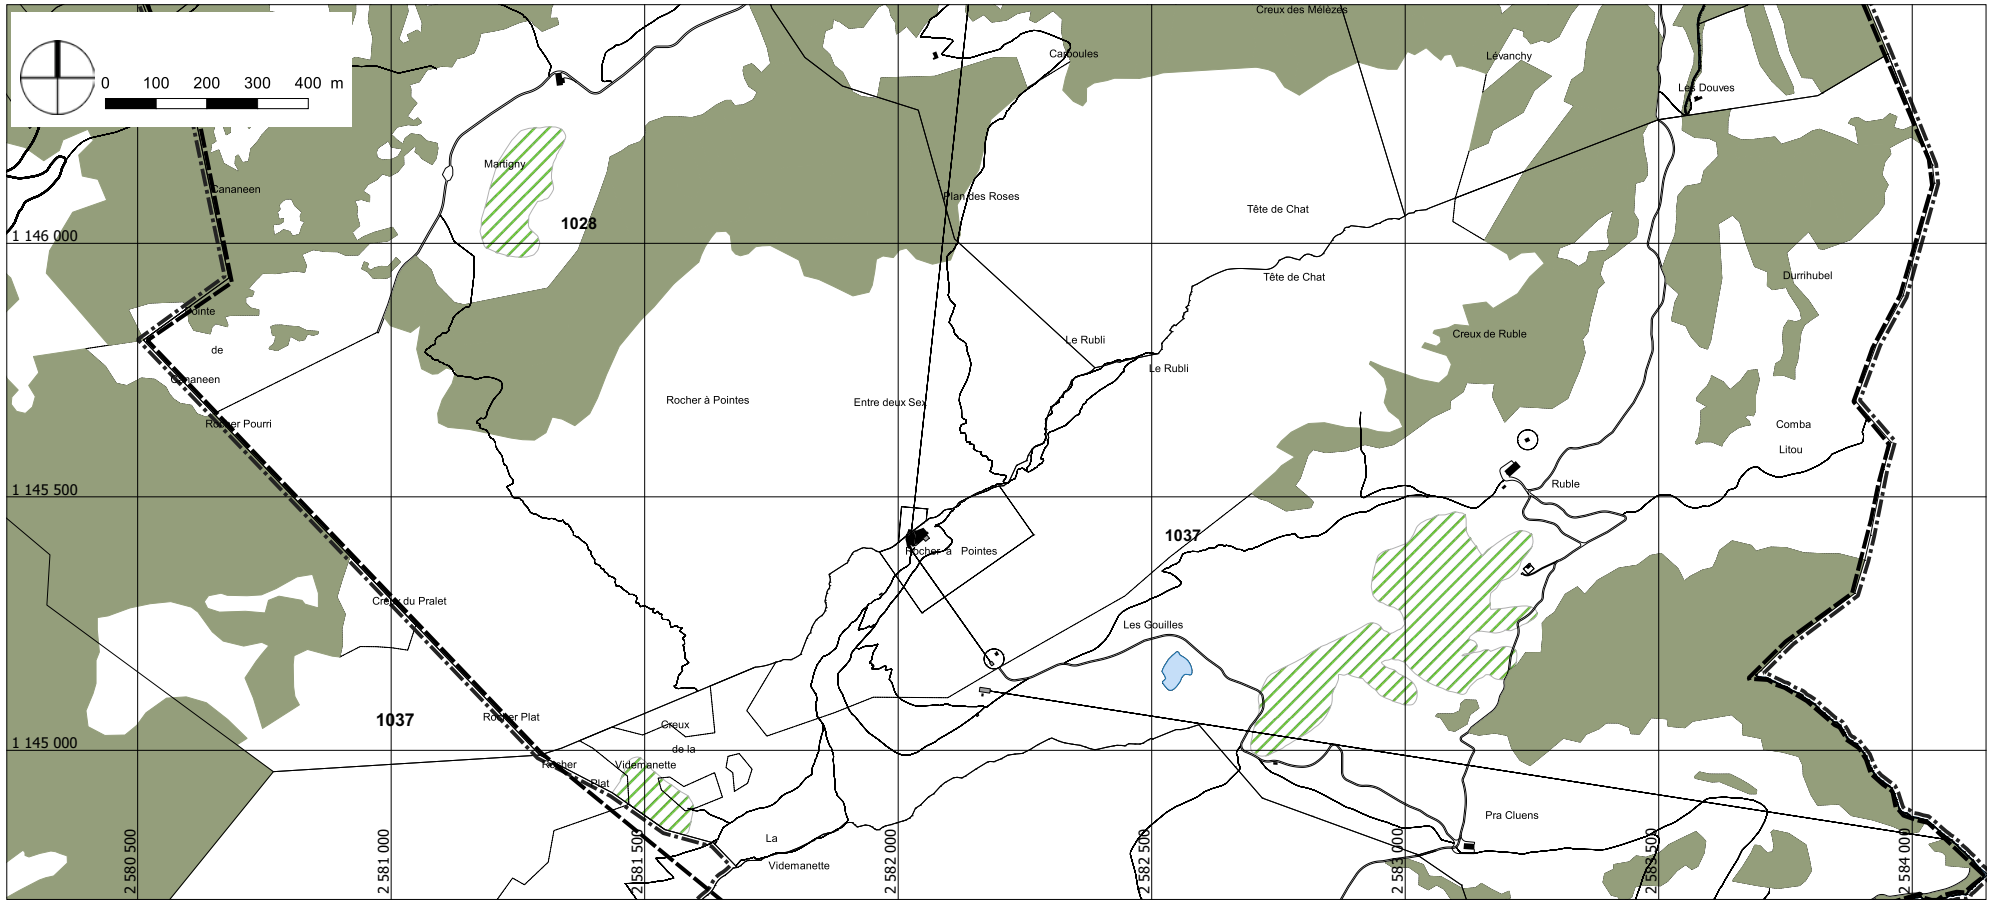 Creux des Mélèzes
Carboules
Lévanchy
0 100 200 300 400 m
Les Douves
Martigny
Cananeen
Plan des Roses
Tête de Chat
1028
1 146 000
Tête de Chat
Durrihubel
Pointe
de
Cananeen
Creux de Ruble
Le Rubli
Le Rubli
Rocher à Pointes
Entre deux Sex
Rocher Pourri
Comba
Litou
Ruble
1 145 500
1037
Rocher à Pointes
Creux du Pralet
Les Gouilles
Rocher Plat
1037
Creux
de la
Videmanette
1 145 000
Rocher
Plat
Pra Cluens
La
Videmanette
2 580 500
2 581 000
2 581 500
2 582 000
2 582 500
2 583 000
2 583 500
2 584 000